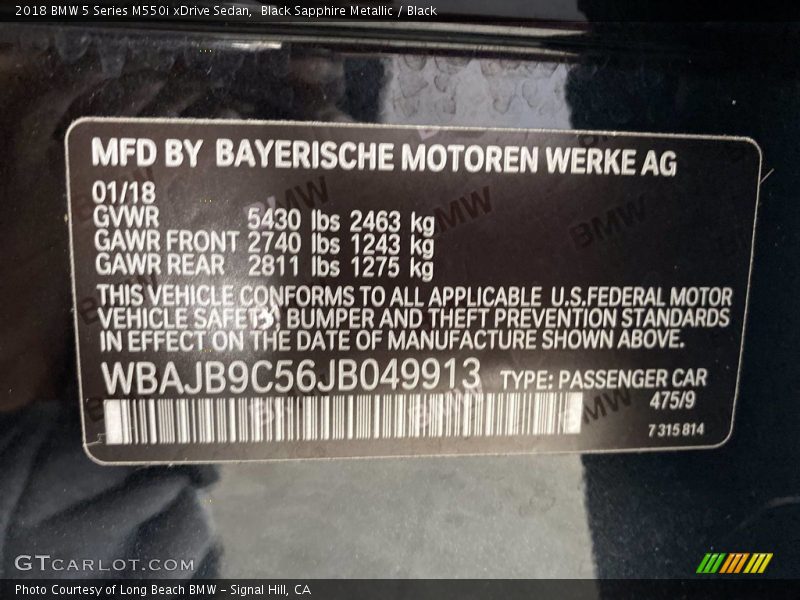 2018 BMW 5 Series M550i xDrive Sedan, Black Sapphire Metallic / Black
MFD BY BAYERISCHE MOTOREN WERKE AG
01/18
GVWR 5430 lbs 2463 kg
GAWR FRONT 2740 lbs 1243 kg
GAWR REAR 2811 lbs 1275 kg
THIS VEHICLE CONFORMS TO ALL APPLICABLE U.S.FEDERAL MOTOR
VEHICLE SAFETY, BUMPER AND THEFT PREVENTION STANDARDS
IN EFFECT ON THE DATE OF MANUFACTURE SHOWN ABOVE.
WBAJB9C56JB049913 TYPE: PASSENGER CAR
475/9
7 315 814
GTCARLOT.COM
Photo Courtesy of Long Beach BMW - Signal Hill, CA